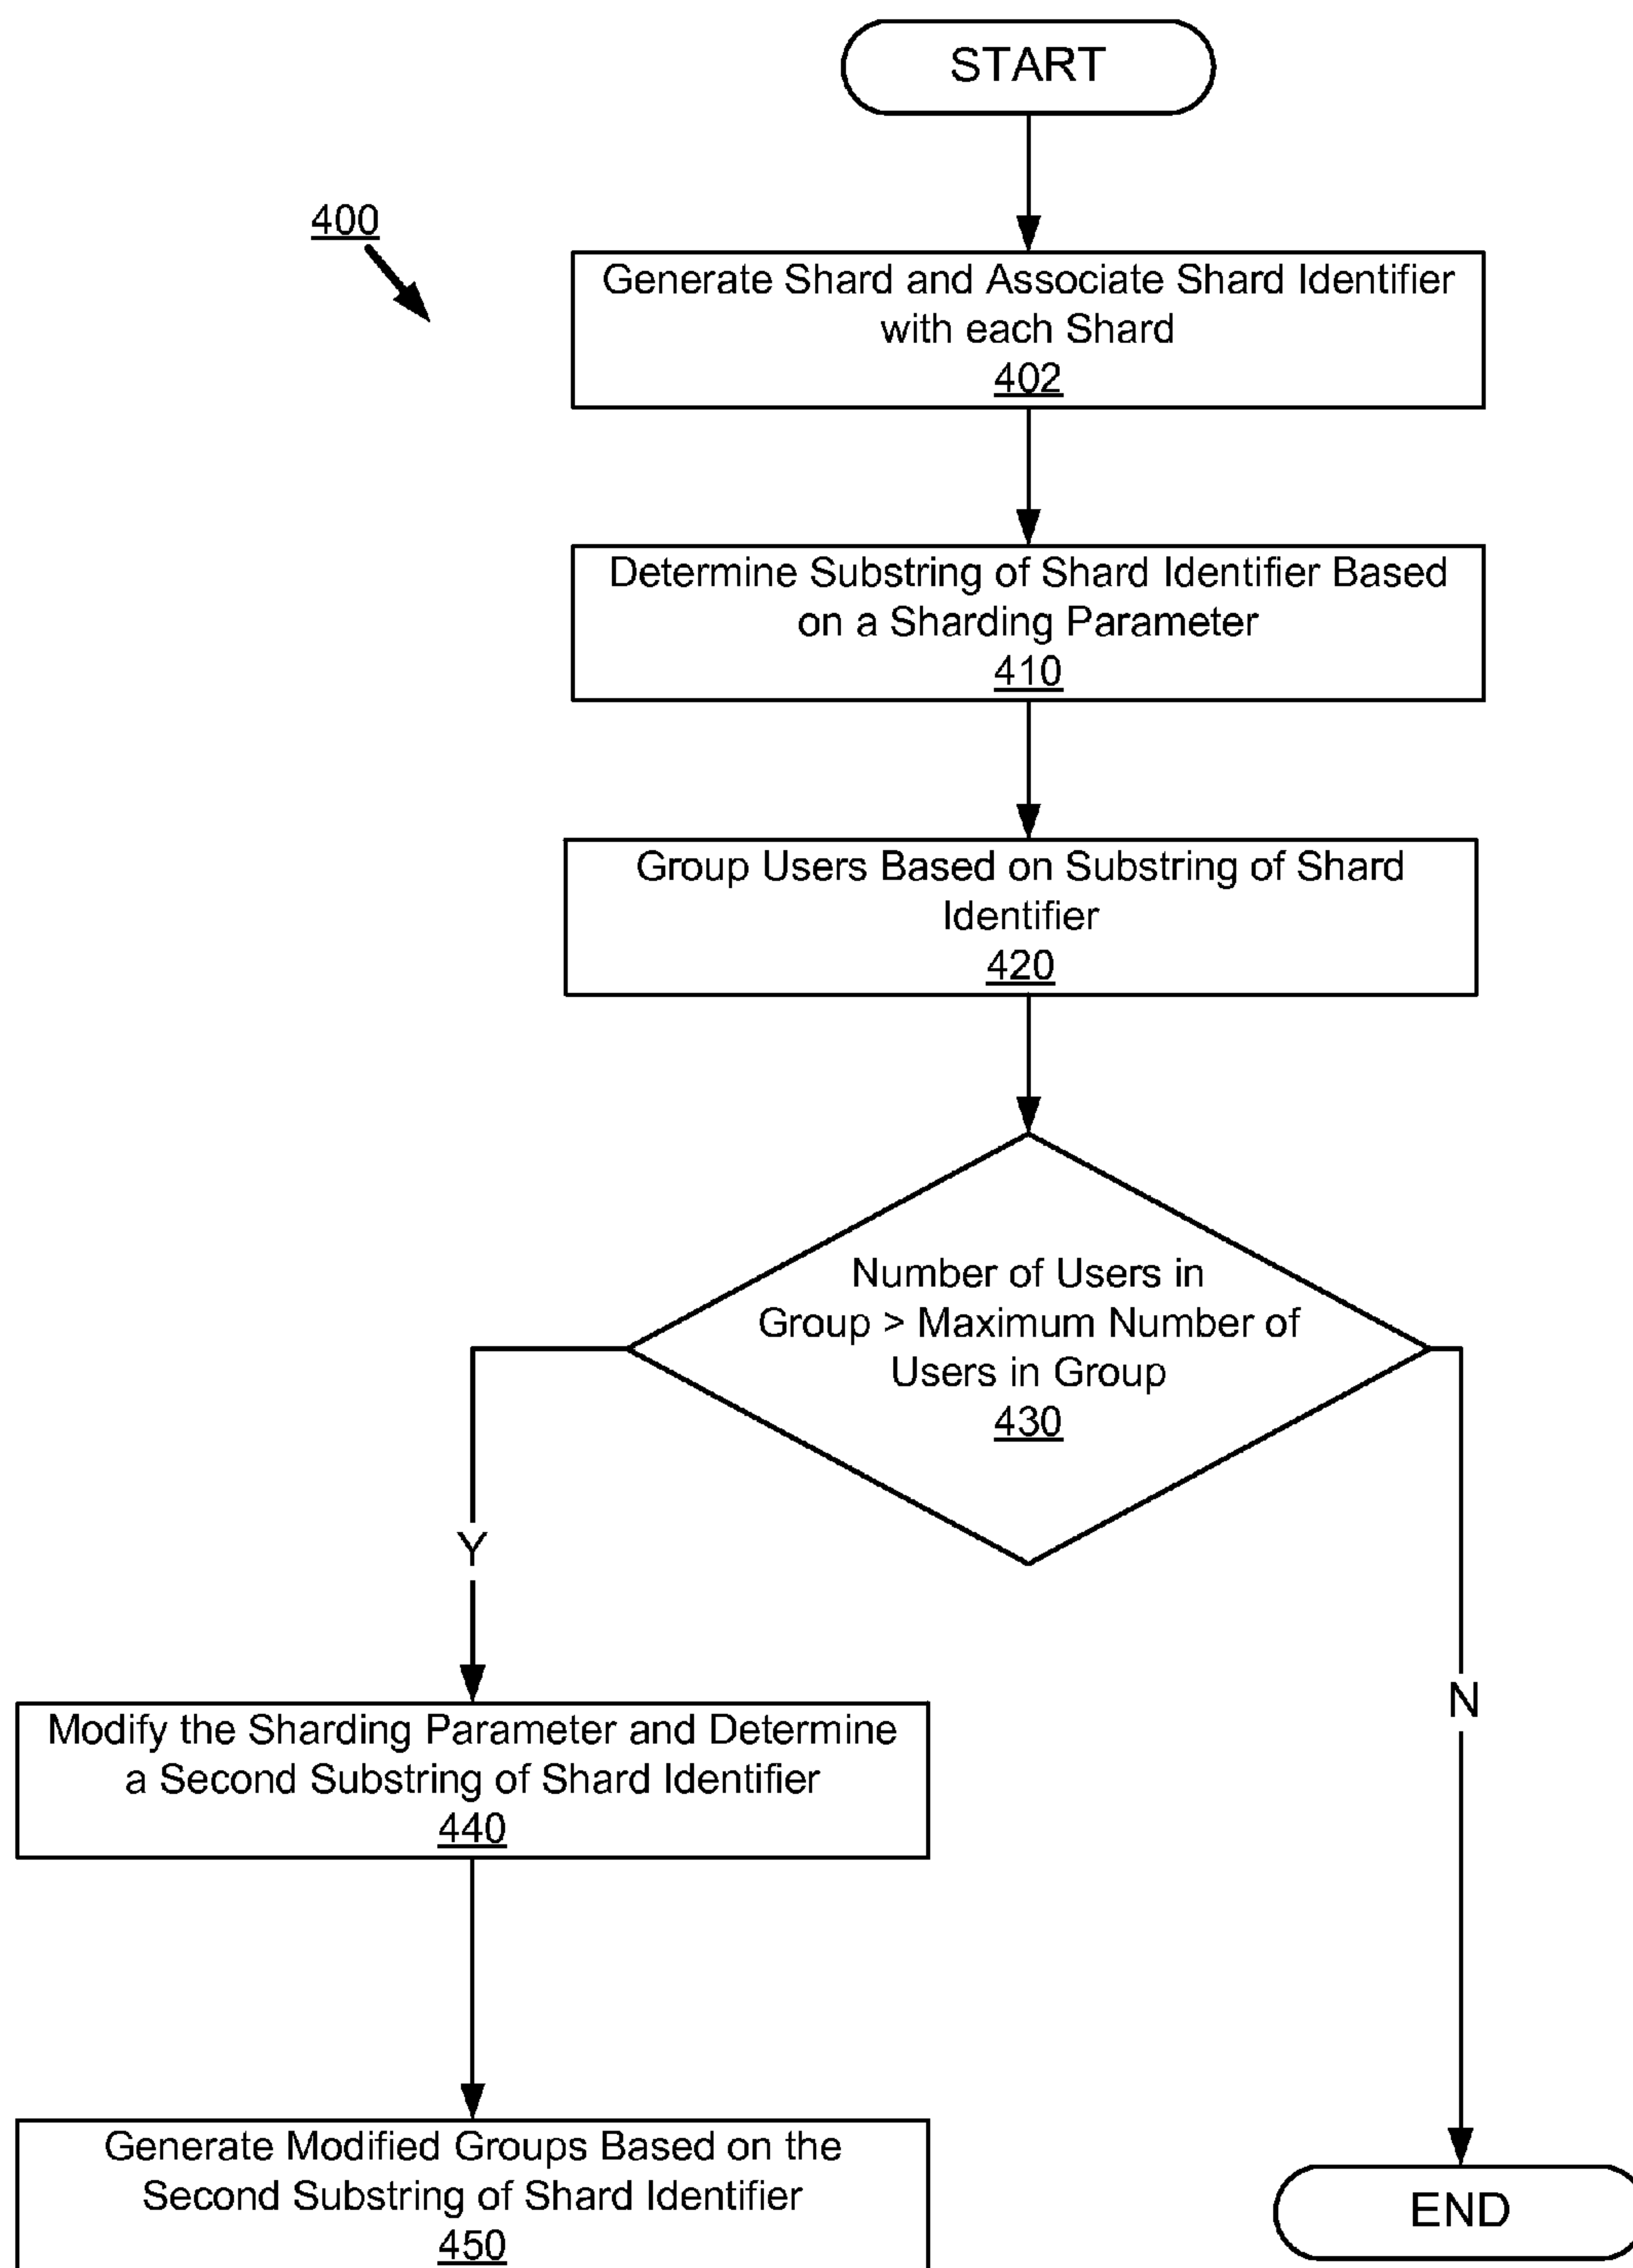 START
400
Generate Shard and Associate Shard Identifier
with each Shard
402
Determine Substring of Shard Identifier Based
on a Sharding Parameter
410
Group Users Based on Substring of Shard
Identifier
420
Number of Users in
Group > Maximum Number of
Users in Group
430
Y
N
Modify the Sharding Parameter and Determine
a Second Substring of Shard Identifier
440
Generate Modified Groups Based on the
Second Substring of Shard Identifier
450
END